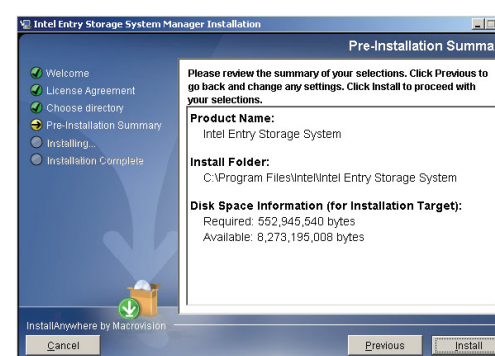 Intel Entry Storage System Manager Installation
Pre-Installation Summa
Welcome
License Agreement
Choose directory
Pre-Installation Summary
Installing...
Installation Complete
Please review the summary of your selections. Click Previous to
go back and change any settings. Click Install to proceed with
your selections.
Product Name:
Intel Entry Storage System
Install Folder:
C:\Program Files\Intel\Intel Entry Storage System
Disk Space Information (for Installation Target):
Required: 552,945,540 bytes
Available: 8,273,195,008 bytes
InstallAnywhere by Macrovision
Cancel
Previous
Install